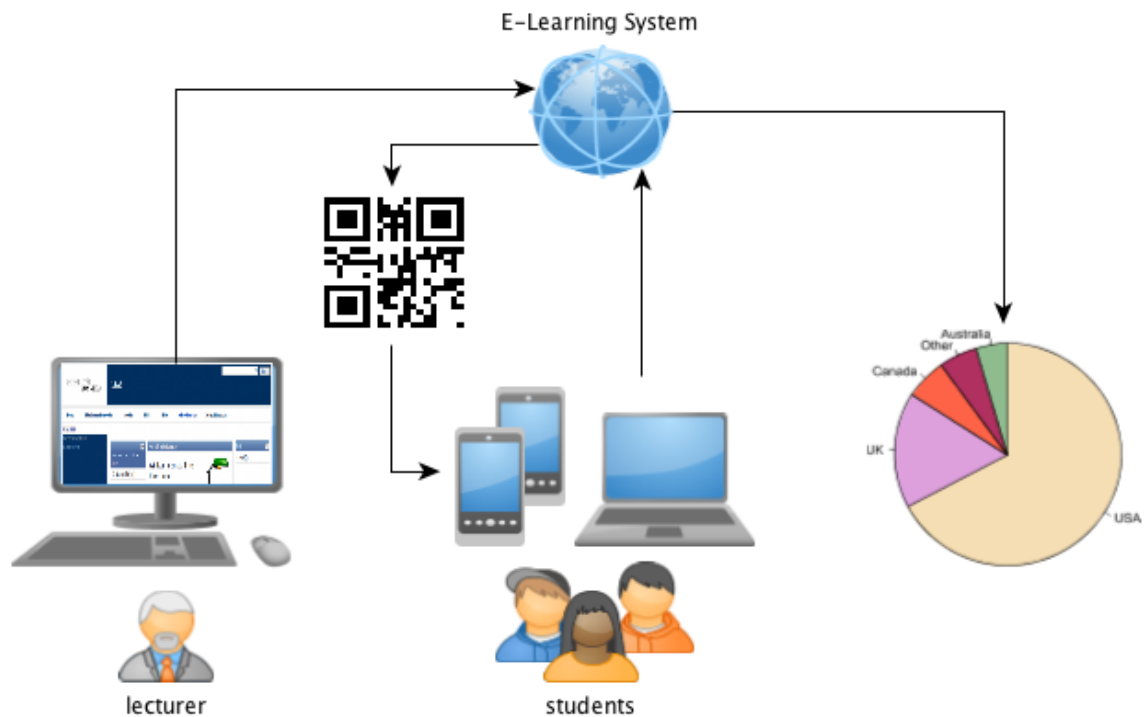 E-Learning System
Australia
Other
Canada
UK
USA
lecturer
students